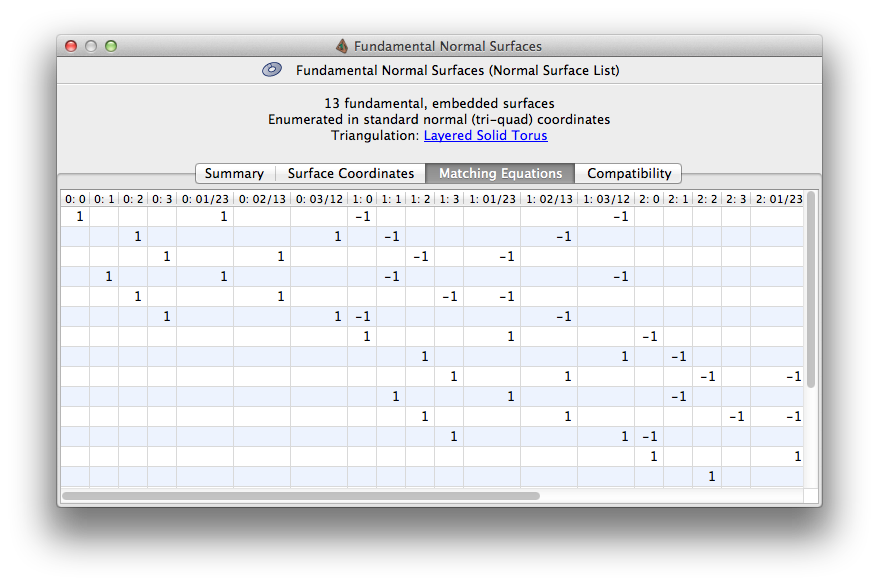 Fundamental Normal Surfaces
Fundamental Normal Surfaces (Normal Surface List)
13 fundamental, embedded surfaces
Enumerated in standard normal (tri-quad) coordinates
Triangulation: Layered Solid Torus
Summary Surface Coordinates Matching Equations Compatibility
0: 0 0: 1 0: 2 0: 3 0: 01/23 0: 02/13 0: 03/12 1: 0 1: 1 1: 2 1: 3 1: 01/23 1: 02/13 1: 03/12 2: 0 2: 1 2: 2 2: 3 2: 01/23
1 1 -1 -1
1 1 -1 -1
1 1 -1 -1
1 1 -1 -1
1 1 -1 -1
1 1 -1 -1
1 1 -1
1 1 -1
1 1 -1 -1
1 1 -1
1 1 -1 -1
1 1 -1
1 1
1